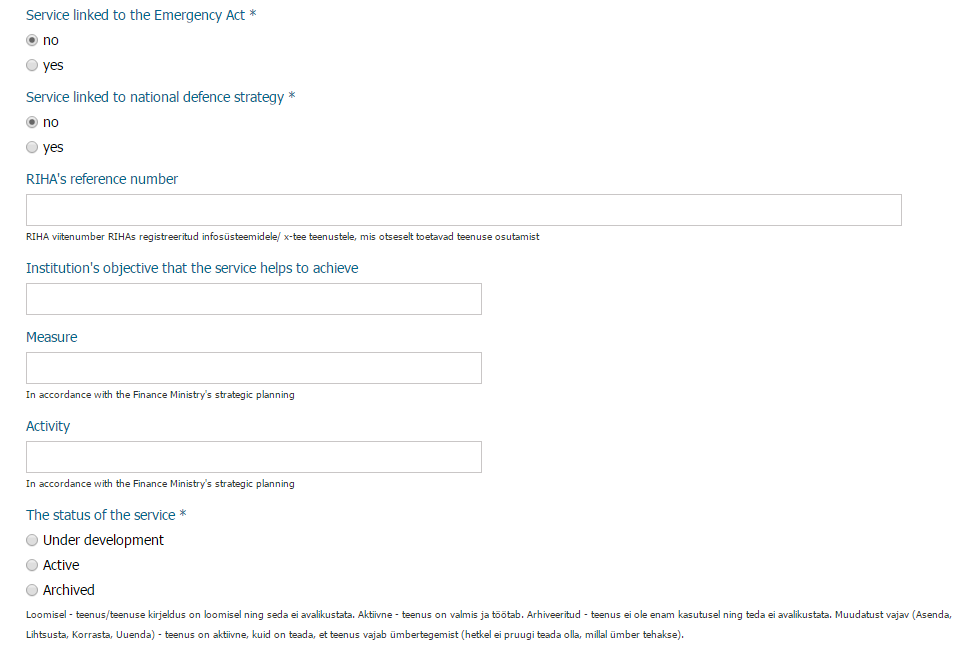 Service linked to the Emergency Act *
no
yes
Service linked to national defence strategy *
no
yes
RIHA's reference number
RIHA viitenumber RIHAs registreeritud infosüsteemidele/ x-tee teenustele, mis otseselt toetavad teenuse osutamist
Institution's objective that the service helps to achieve
Measure
In accordance with the Finance Ministry's strategic planning
Activity
In accordance with the Finance Ministry's strategic planning
The status of the service *
Under development
Active
Archived
Loomisel - teenus/teenuse kirjeldus on loomisel ning seda ei avalikustata. Aktiivne - teenus on valmis ja töötab. Arhiveeritud - teenus ei ole enam kasutusel ning teda ei avalikustata. Muudatust vajav (Asenda,
Lihtsusta, Korrasta, Uuenda) - teenus on aktiivne, kuid on teada, et teenus vajab ümbertegemist (hetkel ei pruugi teada olla, millal ümber tehakse).